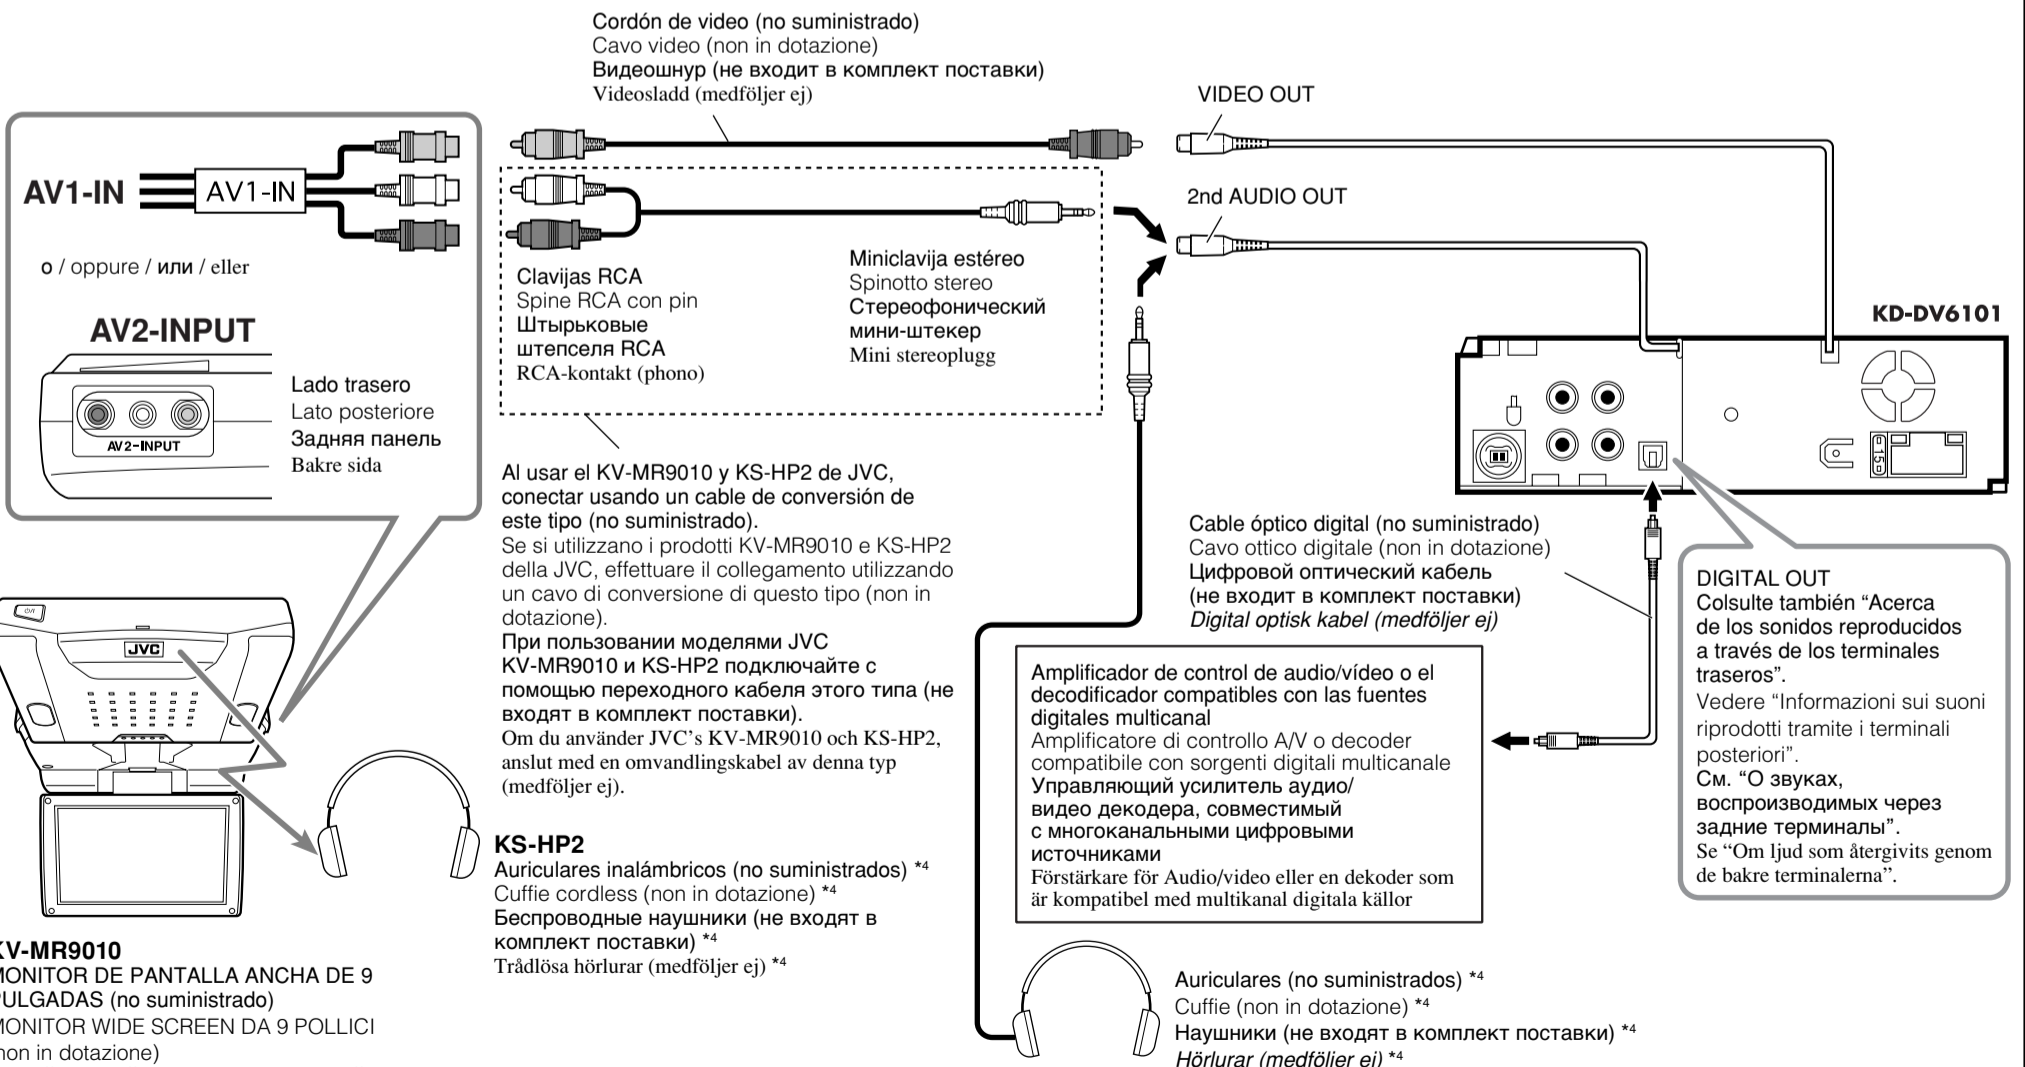 Cordón de video (no suministrado)
Cavo video (non in dotazione)
Видеошнур (не входит в комплект поставки)
Videosladd (medföljer ej)
VIDEO OUT
AV1-IN
AV1-IN
2nd AUDIO OUT
o / oppure / или / eller
AV2-INPUT
AV2-INPUT
Lado trasero
Lato posteriore
Задняя панель
Bakre sida
Clavijas RCA
Spine RCA con pin
Штырьковые
штепселя RCA
RCA-kontakt (phono)
Miniclavija estéreo
Spinotto stereo
Стереофонический
мини-штекер
Mini stereoplugg
KD-DV6101
15
Al usar el KV-MR9010 y KS-HP2 de JVC,
conectar usando un cable de conversión de
este tipo (no suministrado).
Se si utilizzano i prodotti KV-MR9010 e KS-HP2
della JVC, effettuare il collegamento utilizzando
un cavo di conversione di questo tipo (non in
dotazione).
При пользовании моделями JVC
KV-MR9010 и KS-HP2 подключайте с
помощью переходного кабеля этого типа (не
входят в комплект поставки).
Om du använder JVC's KV-MR9010 och KS-HP2,
anslut med en omvandlingskabel av denna typ
(medföljer ej).
Cable óptico digital (no suministrado)
Cavo ottico digitale (non in dotazione)
Цифровой оптический кабель
(не входит в комплект поставки)
Digital optisk kabel (medföljer ej)
DIGITAL OUT
Colsulte también “Acerca
de los sonidos reproducidos
a través de los terminales
traseros”.
Vedere “Informazioni sui suoni
riprodotti tramite i terminali
posteriori”.
См. “О звуках,
воспроизводимых через
задние терминалы”.
Se “Om ljud som återgivits genom
de bakre terminalerna”.
Amplificador de control de audio/vídeo o el
decodificador compatibles con las fuentes
digitales multicanal
Amplificatore di controllo A/V o decoder
compatibile con sorgenti digitali multicanale
Управляющий усилитель аудио/
видео декодера, совместимый
с многоканальными цифровыми
источниками
Förstärkare för Audio/video eller en dekoder som
är kompatibel med multikanal digitala källor
JVC
KS-HP2
Auriculares inalámbricos (no suministrados) *4
Cuffie cordless (non in dotazione) *4
Беспроводные наушники (не входят в
комплект поставки) *4
Trådlösa hörlurar (medföljer ej) *4
KV-MR9010
MONITOR DE PANTALLA ANCHA DE 9
PULGADAS (no suministrado)
MONITOR WIDE SCREEN DA 9 POLLICI
(non in dotazione)
Auriculares (no suministrados) *4
Cuffie (non in dotazione) *4
Наушники (не входят в комплект поставки) *4
Hörlurar (medföljer ej) *4